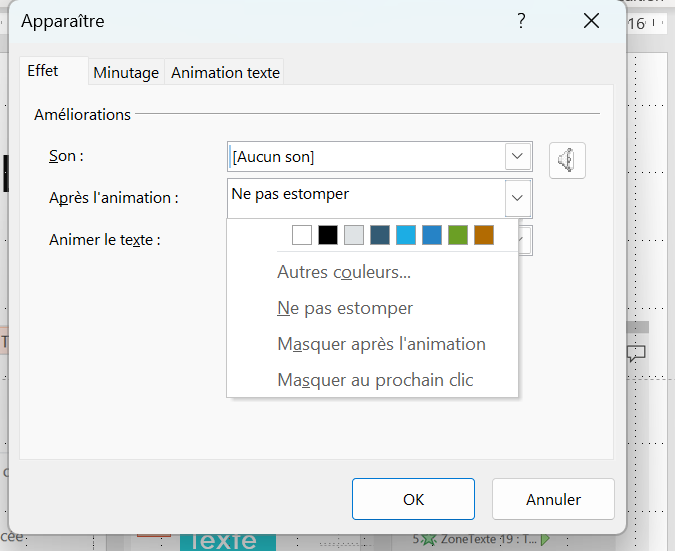 Apparaître
?
16
Effet
Minutage
Animation texte
Améliorations
Son :
[Aucun son]
Après l'animation :
Ne pas estomper
Animer le texte :
Autres couleurs...
Ne pas estomper
Masquer après l'animation
Masquer au prochain clic
OK
Annuler
cée
Texte
5
ZoneTexte 19 : T...